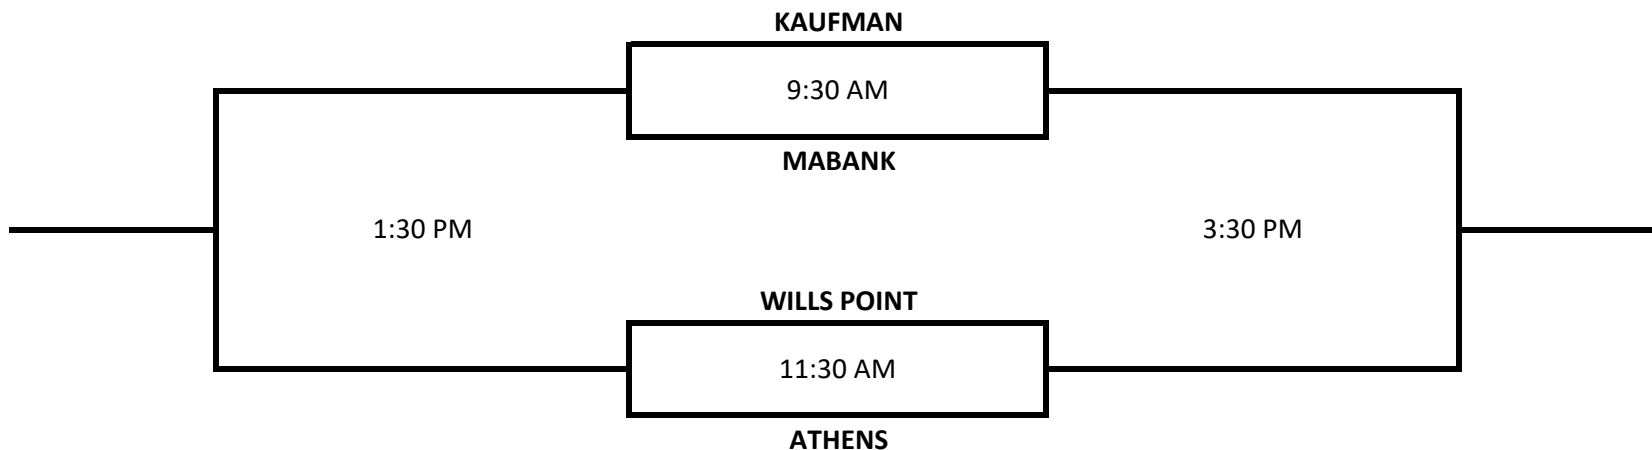 KAUFMAN
9:30 AM
MABANK
1:30 PM
3:30 PM
WILLS POINT
11:30 AM
ATHENS